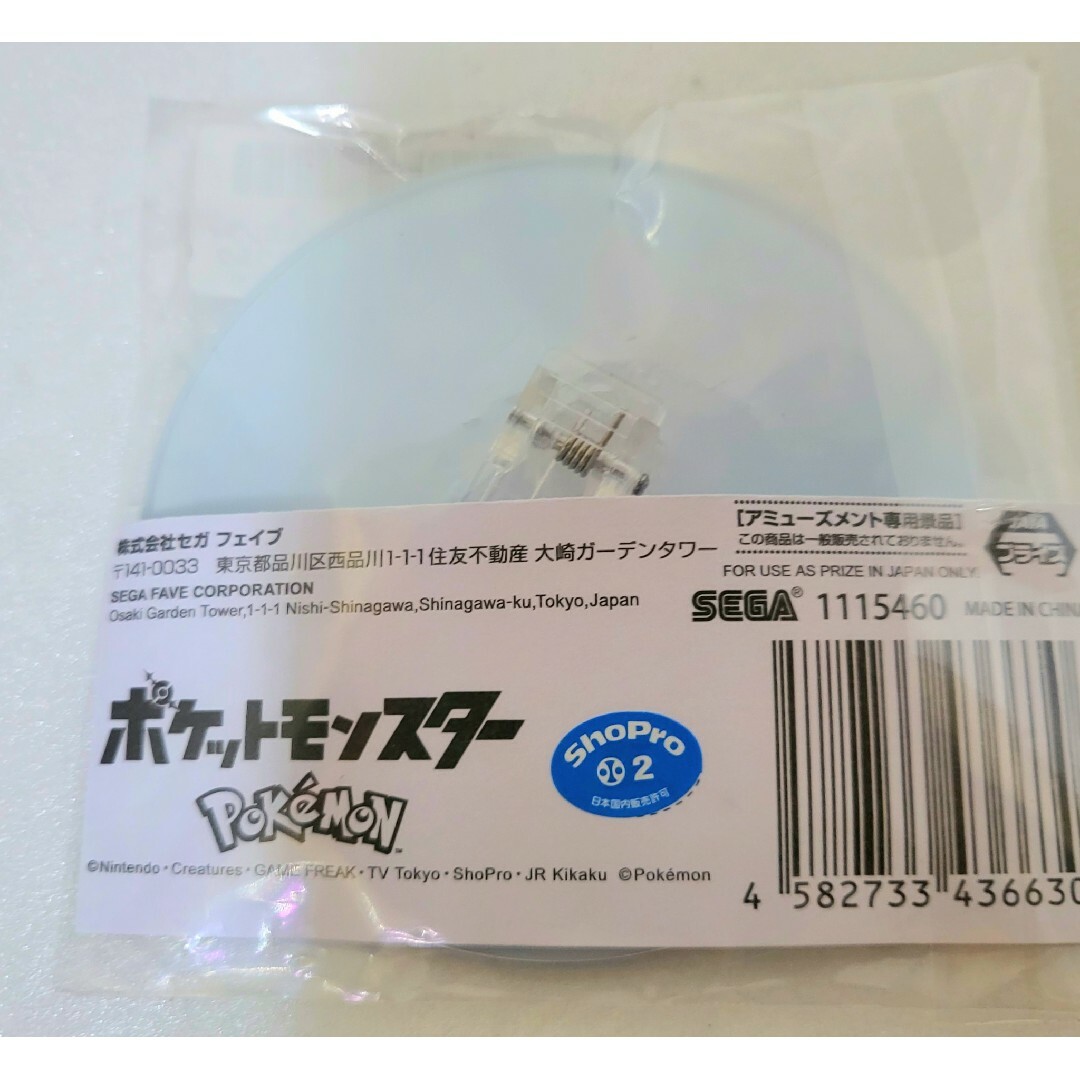 株式会社セガ フェイブ
〒141-0033 東京都品川区西品川1-1-1 住友不動産 大崎ガーデンタワー
SEGA FAVE CORPORATION
Osaki Garden Tower,1-1-1 Nishi-Shinagawa,Shinagawa-ku,Tokyo,Japan
【アミューズメント専用景品】
この商品は一般販売されておりません。
プライズ
FOR USE AS PRIZE IN JAPAN ONLY
SEGA® 1115460 MADE IN CHINA
ポケットモンスター
POKéMON™
ShoPro
2
日本国内販売許可
©Nintendo・Creatures・GAME FREAK・TV Tokyo・ShoPro・JR Kikaku ©Pokémon
4 582733 436630